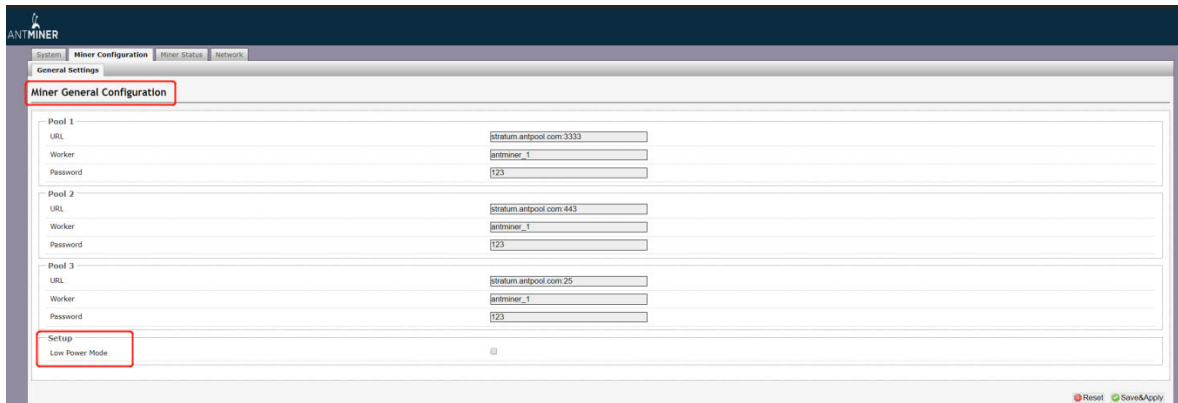 ANTMINER
System Miner Configuration Miner Status Network
General Settings
Miner General Configuration
Pool 1
URL stratum.antpool.com:3333
Worker antminer_1
Password 123
Pool 2
URL stratum.antpool.com:443
Worker antminer_1
Password 123
Pool 3
URL stratum.antpool.com:25
Worker antminer_1
Password 123
Setup
Low Power Mode
Reset Save&Apply